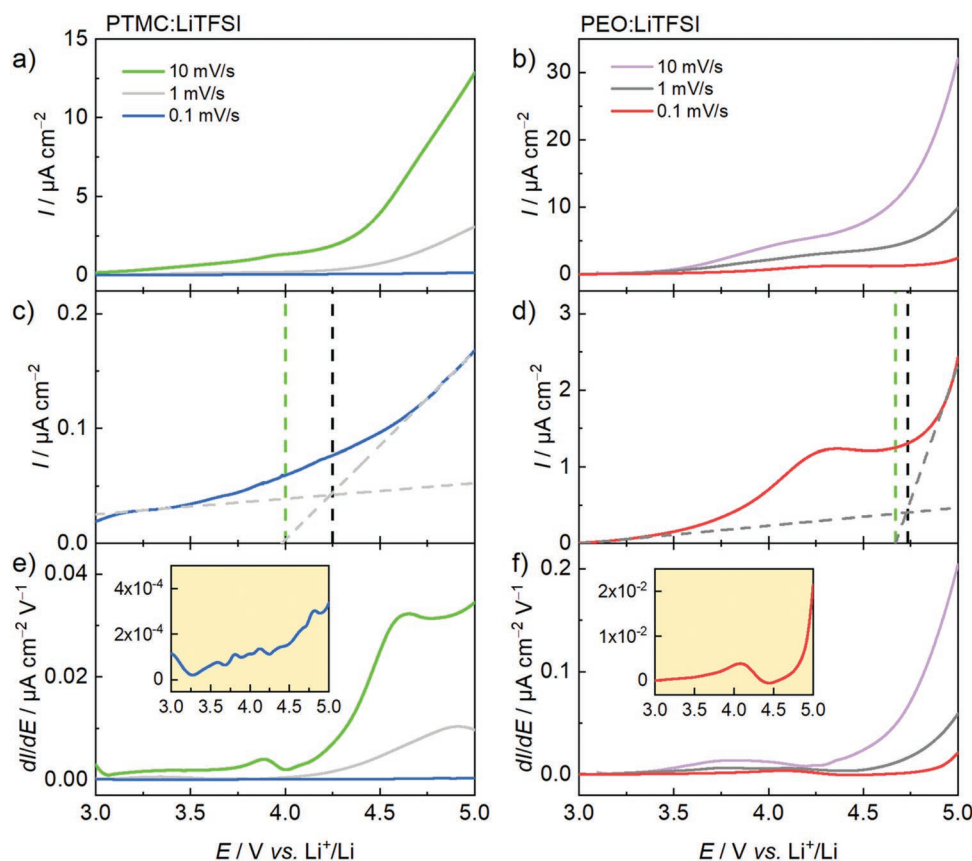 PTMC:LiTFSI
PEO:LiTFSI
a)
15
10
5
0
I / µA cm⁻²
10 mV/s
1 mV/s
0.1 mV/s
b)
30
20
10
0
I / µA cm⁻²
10 mV/s
1 mV/s
0.1 mV/s
c)
0.2
0.1
0.0
I / µA cm⁻²
d)
3
2
1
0
I / µA cm⁻²
e)
0.04
0.02
0.00
dI/dE / µA cm⁻² V⁻¹
4x10⁻⁴
2x10⁻⁴
0
3.0 3.5 4.0 4.5 5.0
3.0 3.5 4.0 4.5 5.0
E / V vs. Li⁺/Li
f)
0.2
0.1
0.0
dI/dE / µA cm⁻² V⁻¹
2x10⁻²
1x10⁻²
0
3.0 3.5 4.0 4.5 5.0
3.0 3.5 4.0 4.5 5.0
E / V vs. Li⁺/Li